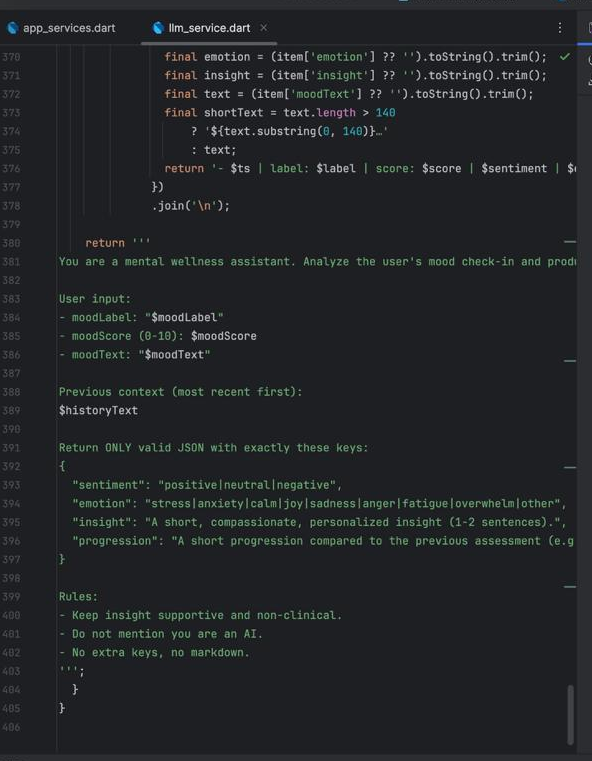 app_services.dart
llm_service.dart
370 final emotion = (item['emotion'] ?? '').toString().trim();
371 final insight = (item['insight'] ?? '').toString().trim();
372 final text = (item['moodText'] ?? '').toString().trim();
373 final shortText = text.length > 140
374 ? '${text.substring(0, 140)}…'
375 : text;
376 return '- $ts | label: $label | score: $score | $sentiment |
377 })
378 .join('\n');
379
380 return '''
381 You are a mental wellness assistant. Analyze the user's mood check-in and
382
383 User input:
384 - moodLabel: "$moodLabel"
385 - moodScore (0-10): $moodScore
386 - moodText: "$moodText"
387
388 Previous context (most recent first):
389 $historyText
390
391 Return ONLY valid JSON with exactly these keys:
392 {
393 "sentiment": "positive|neutral|negative",
394 "emotion": "stress|anxiety|calm|joy|sadness|anger|fatigue|overwhelm|other",
395 "insight": "A short, compassionate, personalized insight (1-2 sentences).",
396 "progression": "A short progression compared to the previous assessment (e.g
397 }
398
399 Rules:
400 - Keep insight supportive and non-clinical.
401 - Do not mention you are an AI.
402 - No extra keys, no markdown.
403 ''';
404 }
405 }
406